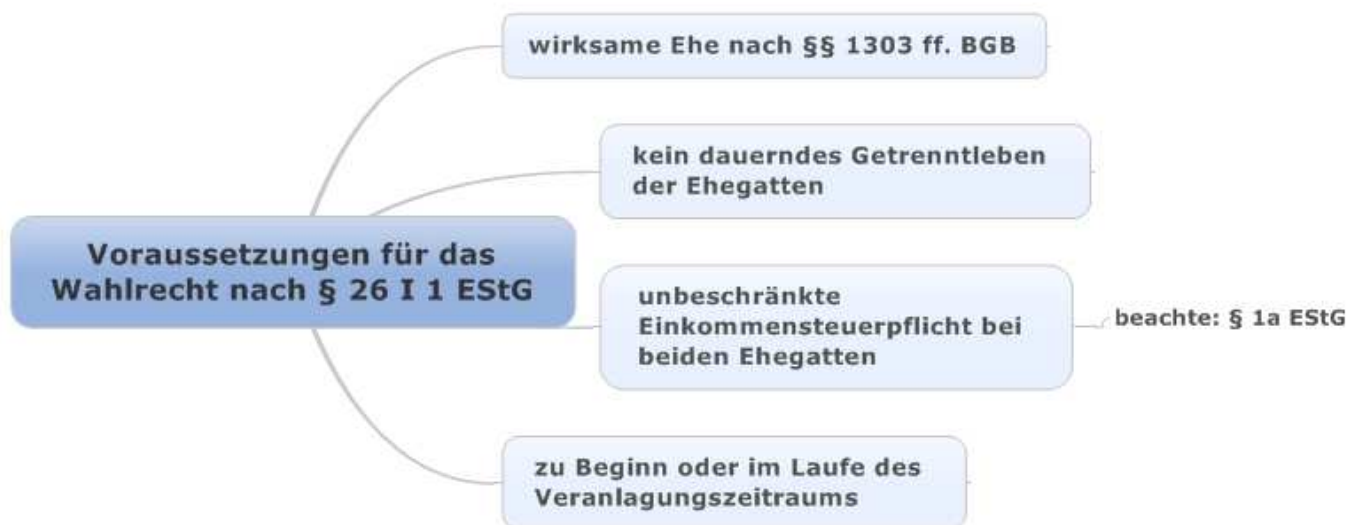 wirksame Ehe nach §§ 1303 ff. BGB
kein dauerndes Getrenntleben
der Ehegatten
Voraussetzungen für das
Wahlrecht nach § 26 I 1 EStG
unbeschränkte
Einkommensteuerpflicht bei
beiden Ehegatten
beachte: § 1a EStG
zu Beginn oder im Laufe des
Veranlagungszeitraums